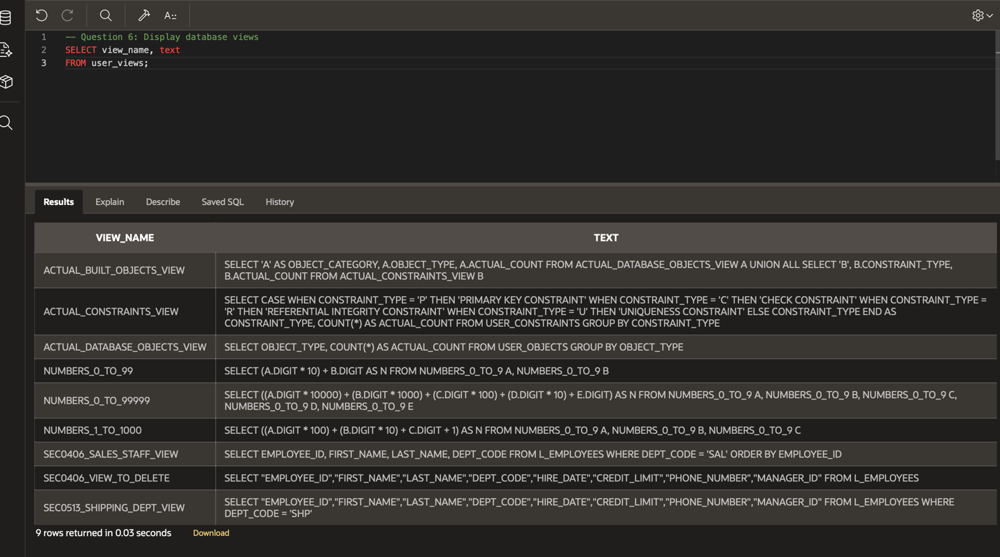 A::
1 -- Question 6: Display database views
2 SELECT view_name, text
3 FROM user_views;
Results Explain Describe Saved SQL History
VIEW_NAME TEXT
ACTUAL_BUILT_OBJECTS_VIEW SELECT 'A' AS OBJECT_CATEGORY, A.OBJECT_TYPE, A.ACTUAL_COUNT FROM ACTUAL_DATABASE_OBJECTS_VIEW A UNION ALL SELECT 'B', B.CONSTRAINT_TYPE,
B.ACTUAL_COUNT FROM ACTUAL_CONSTRAINTS_VIEW B
ACTUAL_CONSTRAINTS_VIEW SELECT CASE WHEN CONSTRAINT_TYPE = 'P' THEN 'PRIMARY KEY CONSTRAINT' WHEN CONSTRAINT_TYPE = 'C' THEN 'CHECK CONSTRAINT' WHEN CONSTRAINT_TYPE =
'R' THEN 'REFERENTIAL INTEGRITY CONSTRAINT' WHEN CONSTRAINT_TYPE = 'U' THEN 'UNIQUENESS CONSTRAINT' ELSE CONSTRAINT_TYPE END AS
CONSTRAINT_TYPE, COUNT(*) AS ACTUAL_COUNT FROM USER_CONSTRAINTS GROUP BY CONSTRAINT_TYPE
ACTUAL_DATABASE_OBJECTS_VIEW SELECT OBJECT_TYPE, COUNT(*) AS ACTUAL_COUNT FROM USER_OBJECTS GROUP BY OBJECT_TYPE
NUMBERS_0_TO_99 SELECT (A.DIGIT * 10) + B.DIGIT AS N FROM NUMBERS_0_TO_9 A, NUMBERS_0_TO_9 B
NUMBERS_0_TO_99999 SELECT ((A.DIGIT * 10000) + (B.DIGIT * 1000) + (C.DIGIT * 100) + (D.DIGIT * 10) + E.DIGIT) AS N FROM NUMBERS_0_TO_9 A, NUMBERS_0_TO_9 B, NUMBERS_0_TO_9 C,
NUMBERS_0_TO_9 D, NUMBERS_0_TO_9 E
NUMBERS_1_TO_1000 SELECT ((A.DIGIT * 100) + (B.DIGIT * 10) + C.DIGIT + 1) AS N FROM NUMBERS_0_TO_9 A, NUMBERS_0_TO_9 B, NUMBERS_0_TO_9 C
SEC0406_SALES_STAFF_VIEW SELECT EMPLOYEE_ID, FIRST_NAME, LAST_NAME, DEPT_CODE FROM L_EMPLOYEES WHERE DEPT_CODE = 'SAL' ORDER BY EMPLOYEE_ID
SEC0406_VIEW_TO_DELETE SELECT "EMPLOYEE_ID","FIRST_NAME","LAST_NAME","DEPT_CODE","HIRE_DATE","CREDIT_LIMIT","PHONE_NUMBER","MANAGER_ID" FROM L_EMPLOYEES
SEC0513_SHIPPING_DEPT_VIEW SELECT "EMPLOYEE_ID","FIRST_NAME","LAST_NAME","DEPT_CODE","HIRE_DATE","CREDIT_LIMIT","PHONE_NUMBER","MANAGER_ID" FROM L_EMPLOYEES WHERE
DEPT_CODE = 'SHP'
9 rows returned in 0.03 seconds Download